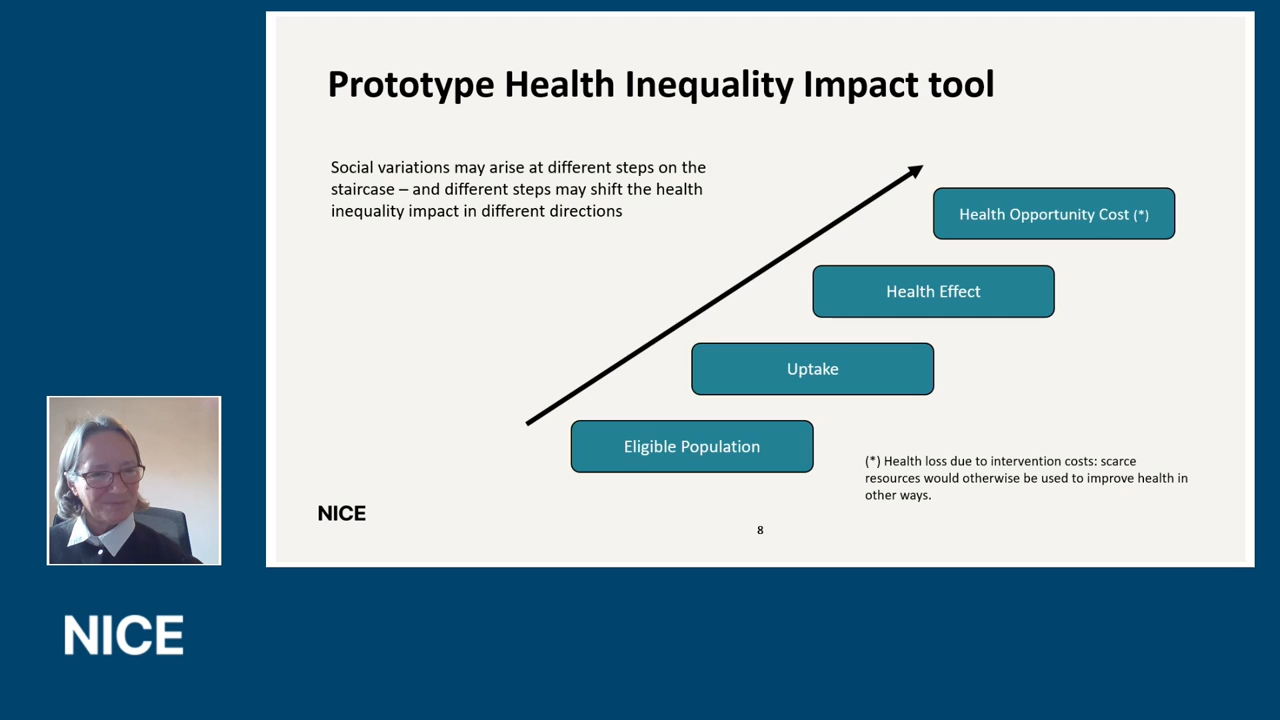 Prototype Health Inequality Impact tool
Social variations may arise at different steps on the
staircase – and different steps may shift the health
inequality impact in different directions
Health Opportunity Cost (*)
Health Effect
Uptake
Eligible Population
(*) Health loss due to intervention costs: scarce
resources would otherwise be used to improve health in
other ways.
NICE
8
NICE